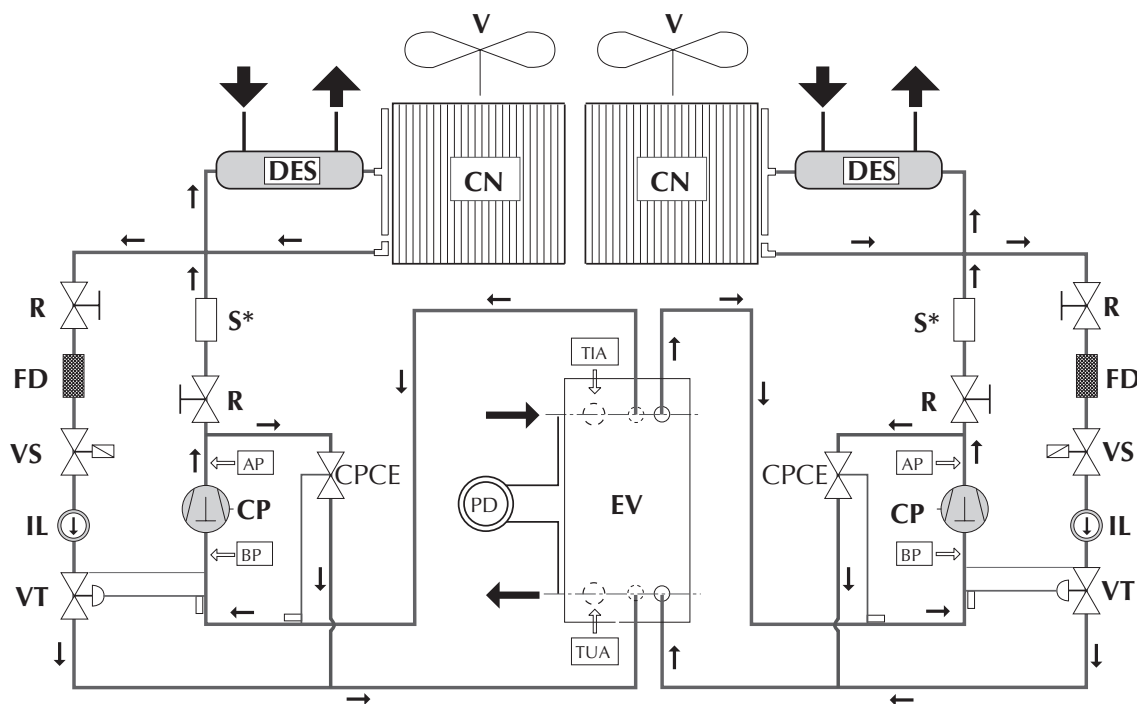 V V
DES CN CN DES
R S* S* R
TIA
FD R R FD
VS AP CPCE CPCE AP VS
CP PD EV CP
IL IL
BP BP
VT VT
TUA